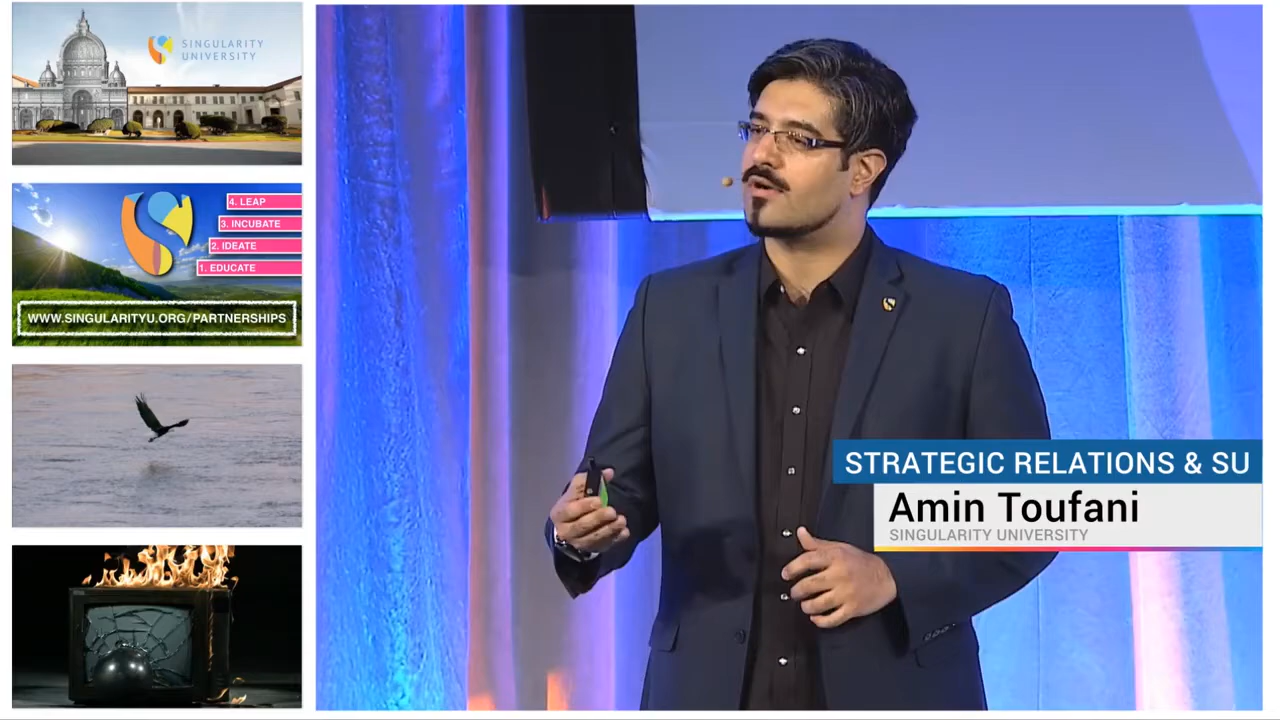 SINGULARITY
UNIVERSITY
4. LEAP
3. INCUBATE
2. IDEATE
1. EDUCATE
WWW.SINGULARITYU.ORG/PARTNERSHIPS
STRATEGIC RELATIONS & SU
Amin Toufani
SINGULARITY UNIVERSITY